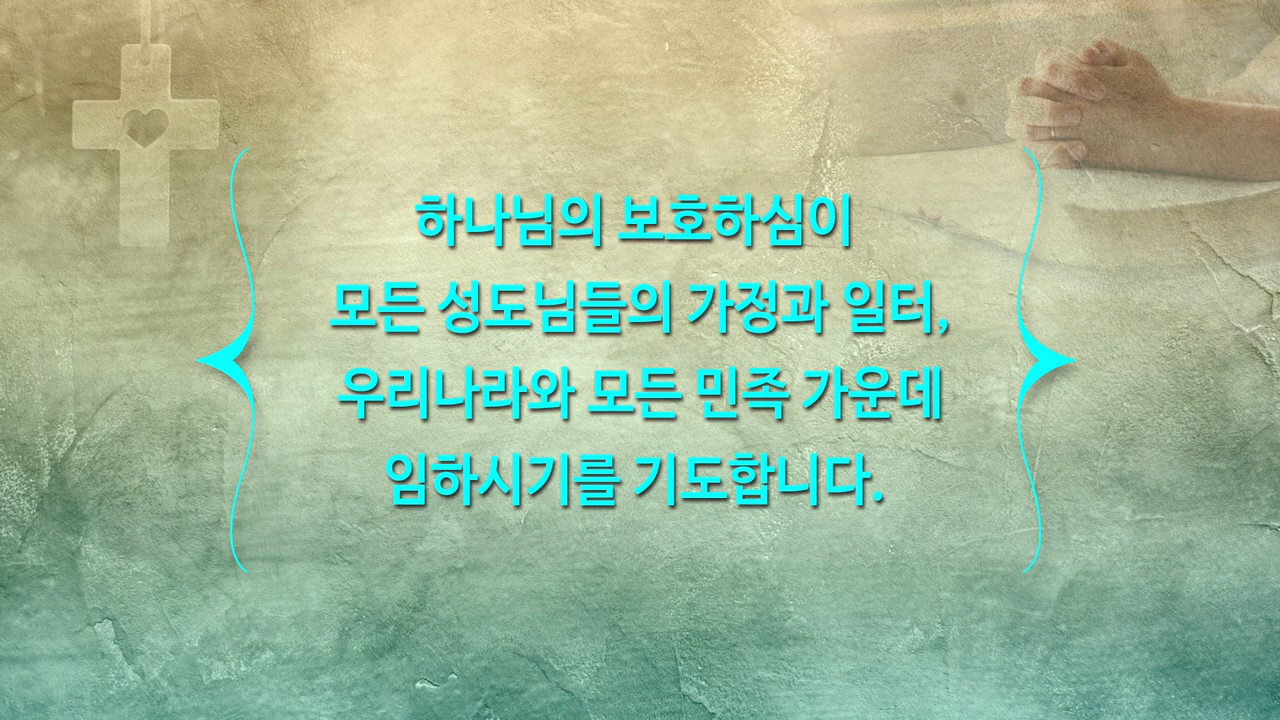 하나님의 보호하심이
모든 성도님들의 가정과 일터,
우리나라와 모든 민족 가운데
임하시기를 기도합니다.